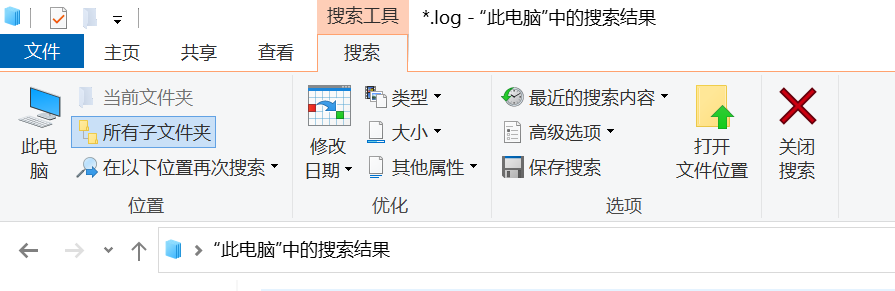 搜索工具
*.log - “此电脑”中的搜索结果
文件 主页 共享 查看 搜索
此电脑
当前文件夹
所有子文件夹
在以下位置再次搜索
位置
修改
日期
类型
大小
其他属性
优化
最近的搜索内容
高级选项
保存搜索
打开
文件位置
选项
关闭
搜索
“此电脑”中的搜索结果